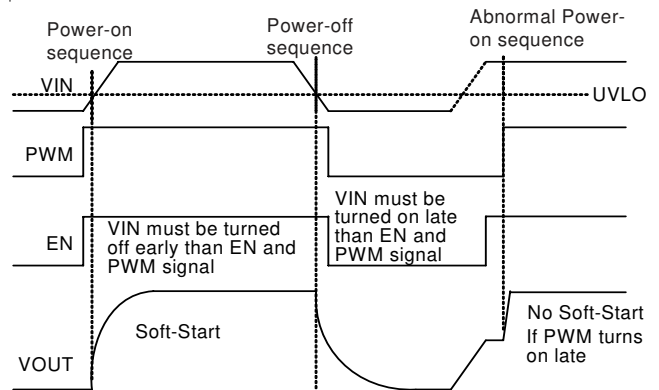 Power-on
sequence
Power-off
sequence
Abnormal Power-
on sequence
VIN
UVLO
PWM
EN
VIN must be turned
off early than EN and
PWM signal
VIN must be
turned on late
than EN and
PWM signal
VOUT
Soft-Start
No Soft-Start
If PWM turns
on late